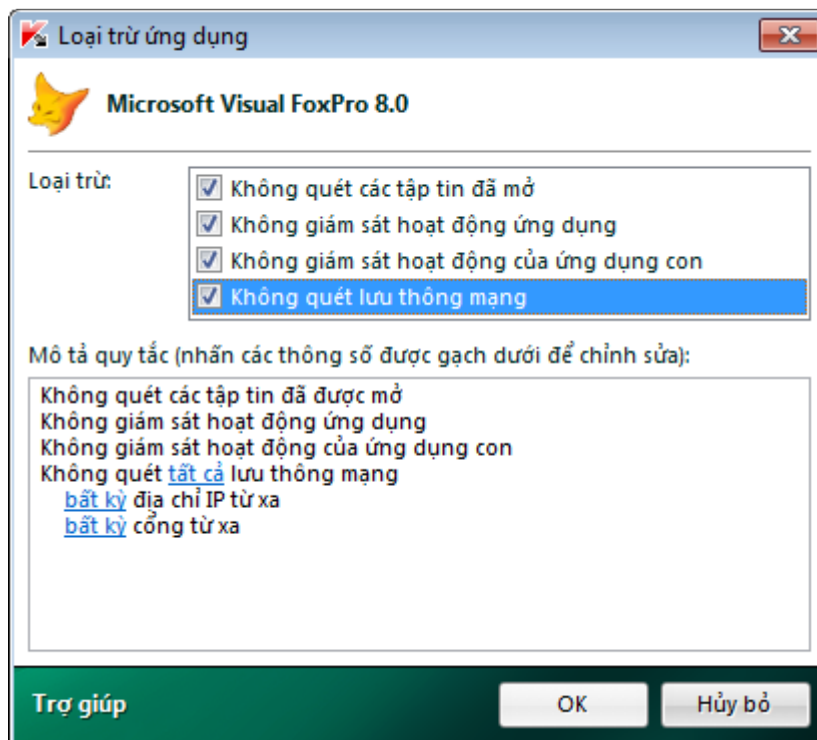 Loại trừ ứng dụng
Microsoft Visual FoxPro 8.0
Loại trừ:
Không quét các tập tin đã mở
Không giám sát hoạt động ứng dụng
Không giám sát hoạt động của ứng dụng con
Không quét lưu thông mạng
Mô tả quy tắc (nhấn các thông số được gạch dưới để chỉnh sửa):
Không quét các tập tin đã được mở
Không giám sát hoạt động ứng dụng
Không giám sát hoạt động của ứng dụng con
Không quét tất cả lưu thông mạng
bất kỳ địa chỉ IP từ xa
bất kỳ cổng từ xa
Trợ giúp
OK
Hủy bỏ